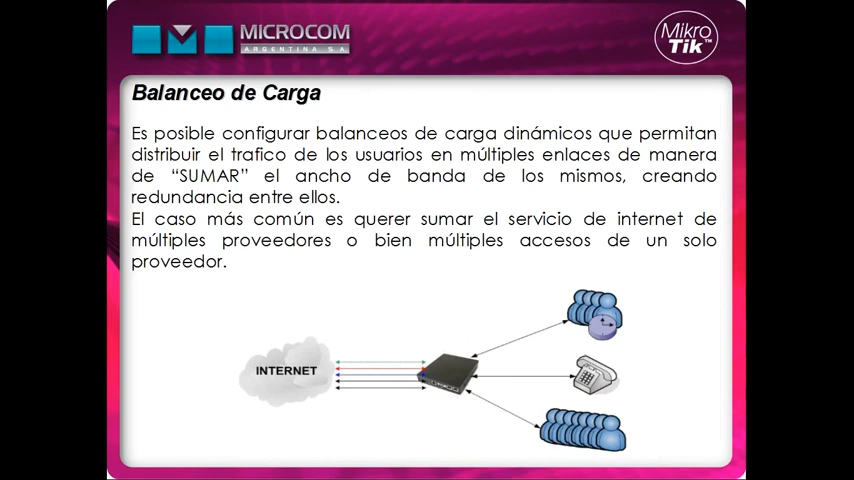 MICROCOM
ARGENTINA S.A
Mikro
Tik™
Balanceo de Carga
Es posible configurar balanceos de carga dinámicos que permitan
distribuir el trafico de los usuarios en múltiples enlaces de manera
de “SUMAR” el ancho de banda de los mismos, creando
redundancia entre ellos.
El caso más común es querer sumar el servicio de internet de
múltiples proveedores o bien múltiples accesos de un solo
proveedor.
INTERNET